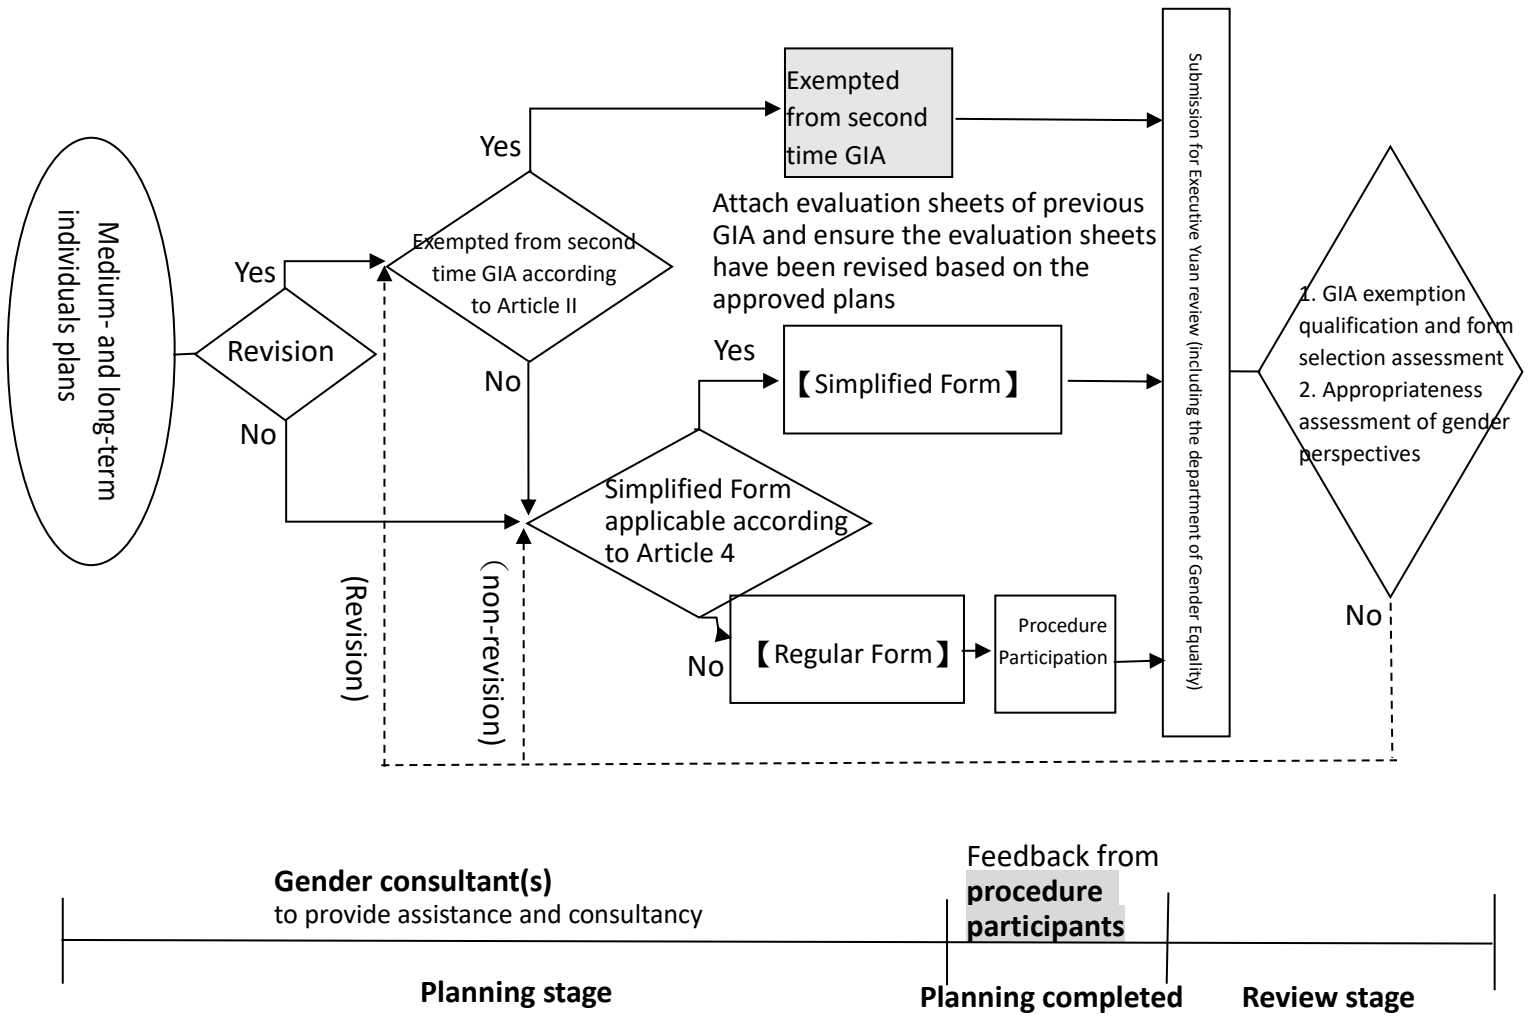 Medium- and long-term
individuals plans
Yes
Revision
No
Yes
Exempted from second
time GIA according
to Article II
No
Exempted
from second
time GIA
Attach evaluation sheets of previous
GIA and ensure the evaluation sheets
have been revised based on the
approved plans
Yes
【Simplified Form】
Simplified Form
applicable according
to Article 4
No
【Regular Form】
Procedure
Participation
(Revision)
（non-revision)
Submission for Executive Yuan review (including the department of Gender Equality)
1. GIA exemption
qualification and form
selection assessment
2. Appropriateness
assessment of gender
perspectives
No
Gender consultant(s)
to provide assistance and consultancy
Feedback from
procedure
participants
Planning stage
Planning completed
Review stage